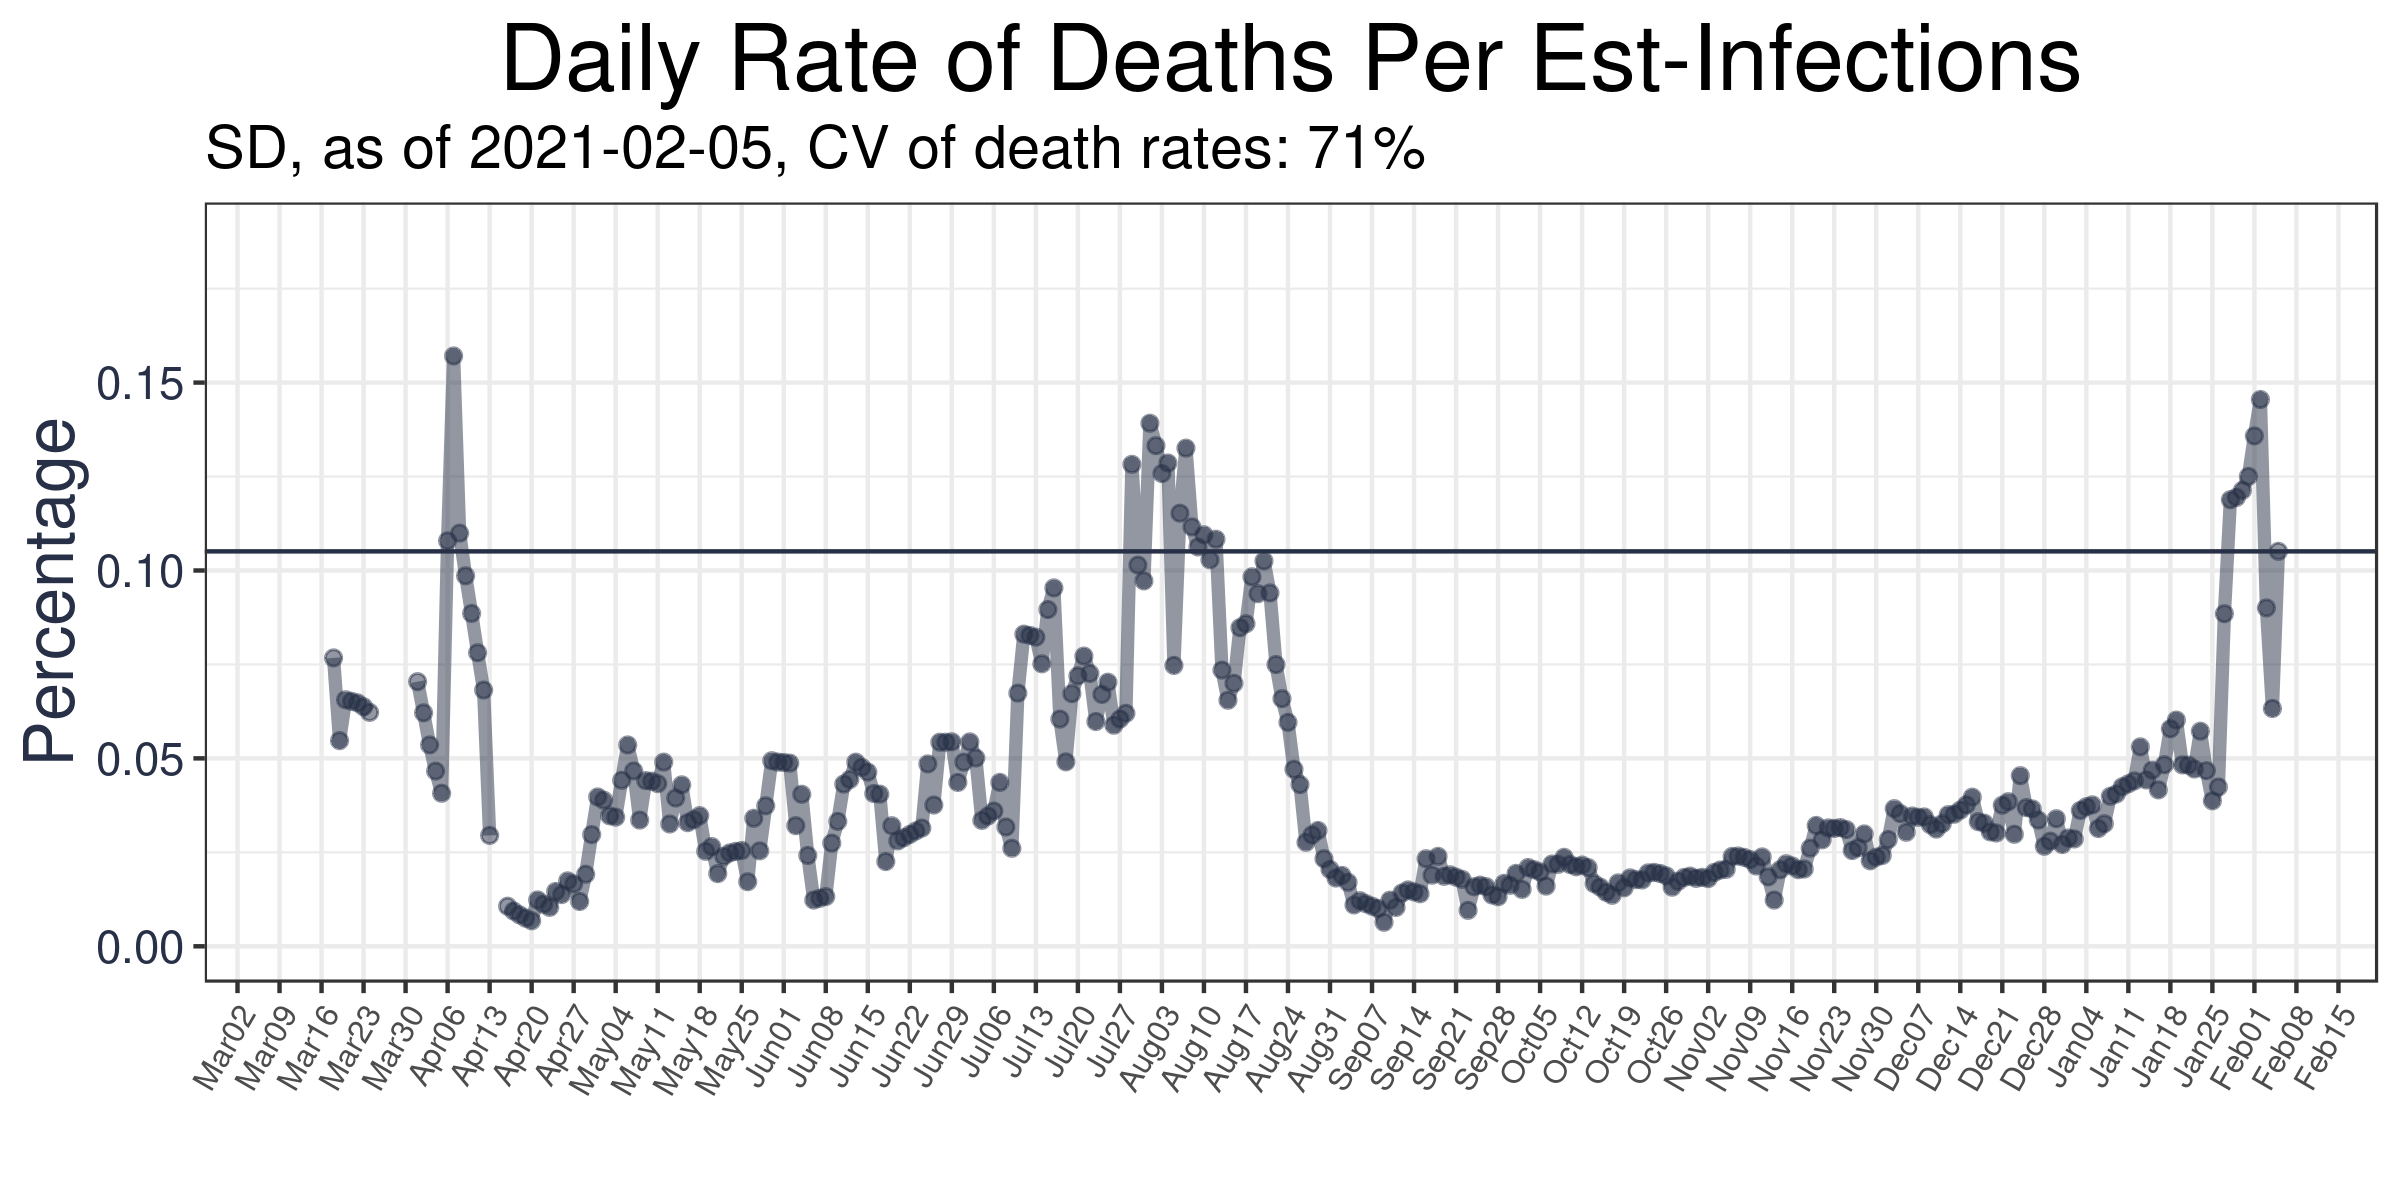 Daily Rate of Deaths Per Est-Infections
SD, as of 2021-02-05, CV of death rates: 71%
Percentage
0.15
0.10
0.05
0.00
Mar02
Mar09
Mar16
Mar23
Mar30
Apr06
Apr13
Apr20
Apr27
May04
May11
May18
May25
Jun01
Jun08
Jun15
Jun22
Jun29
Jul06
Jul13
Jul20
Jul27
Aug03
Aug10
Aug17
Aug24
Aug31
Sep07
Sep14
Sep21
Sep28
Oct05
Oct12
Oct19
Oct26
Nov02
Nov09
Nov16
Nov23
Nov30
Dec07
Dec14
Dec21
Dec28
Jan04
Jan11
Jan18
Jan25
Feb01
Feb08
Feb15